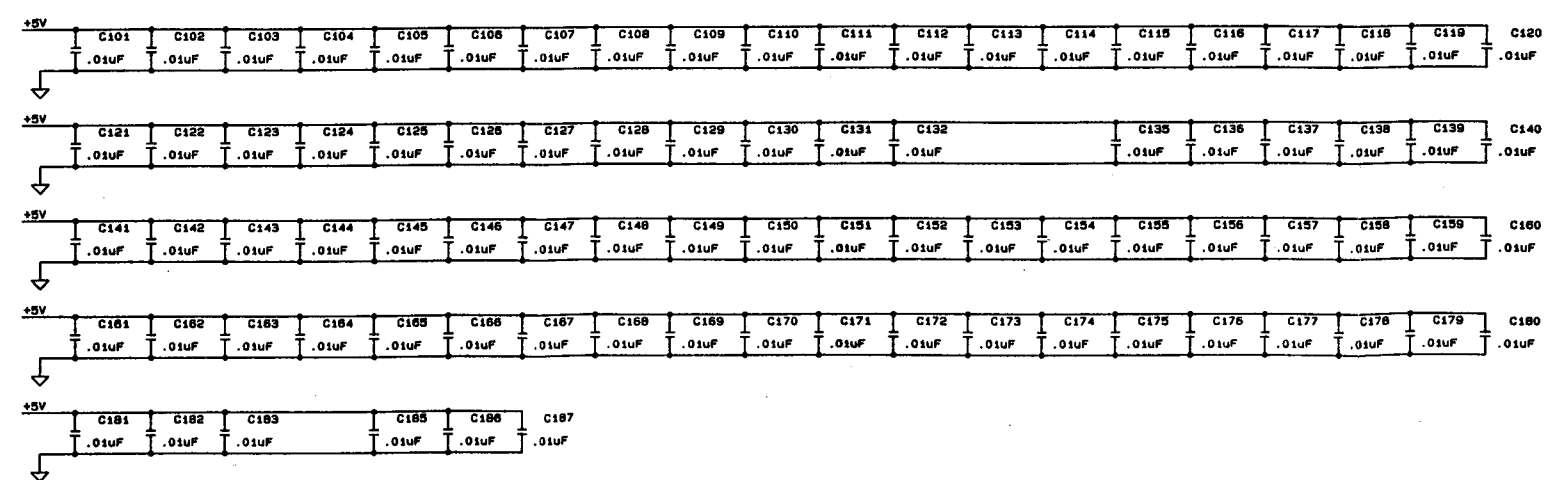 +5V
C101 C102 C103 C104 C105 C106 C107 C108 C109 C110 C111 C112 C113 C114 C115 C116 C117 C118 C119 C120
.01uF .01uF .01uF .01uF .01uF .01uF .01uF .01uF .01uF .01uF .01uF .01uF .01uF .01uF .01uF .01uF .01uF .01uF .01uF .01uF
+5V
C121 C122 C123 C124 C125 C126 C127 C128 C129 C130 C131 C132 C135 C136 C137 C138 C139 C140
.01uF .01uF .01uF .01uF .01uF .01uF .01uF .01uF .01uF .01uF .01uF .01uF .01uF .01uF .01uF .01uF .01uF .01uF
+5V
C141 C142 C143 C144 C145 C146 C147 C148 C149 C150 C151 C152 C153 C154 C155 C156 C157 C158 C159 C160
.01uF .01uF .01uF .01uF .01uF .01uF .01uF .01uF .01uF .01uF .01uF .01uF .01uF .01uF .01uF .01uF .01uF .01uF .01uF .01uF
+5V
C161 C162 C163 C164 C165 C166 C167 C168 C169 C170 C171 C172 C173 C174 C175 C176 C177 C178 C179 C180
.01uF .01uF .01uF .01uF .01uF .01uF .01uF .01uF .01uF .01uF .01uF .01uF .01uF .01uF .01uF .01uF .01uF .01uF .01uF .01uF
+5V
C181 C182 C183 C185 C186 C187
.01uF .01uF .01uF .01uF .01uF .01uF